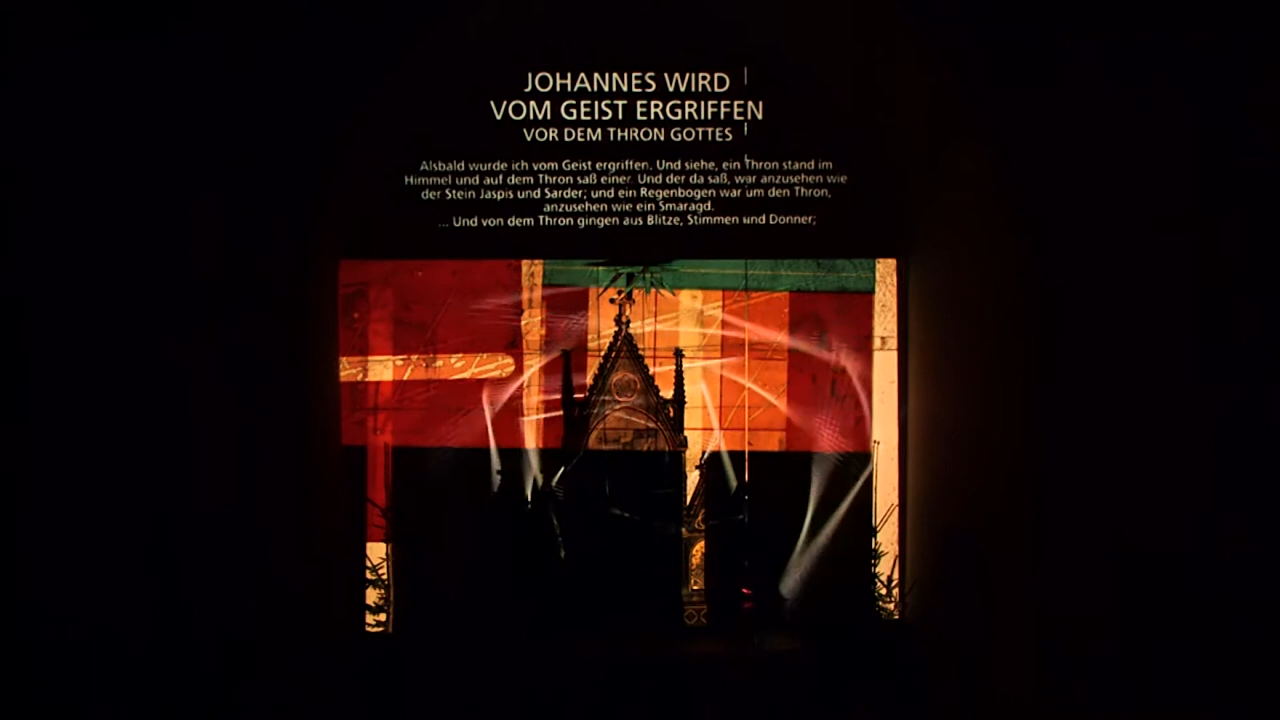 JOHANNES WIRD
VOM GEIST ERGRIFFEN
VOR DEM THRON GOTTES
Alsbald wurde ich vom Geist ergriffen. Und siehe, ein Thron stand im
Himmel und auf dem Thron saß einer. Und der da saß, war anzusehen wie
der Stein Jaspis und Sarder; und ein Regenbogen war um den Thron,
anzusehen wie ein Smaragd.
... Und von dem Thron gingen aus Blitze, Stimmen und Donner;